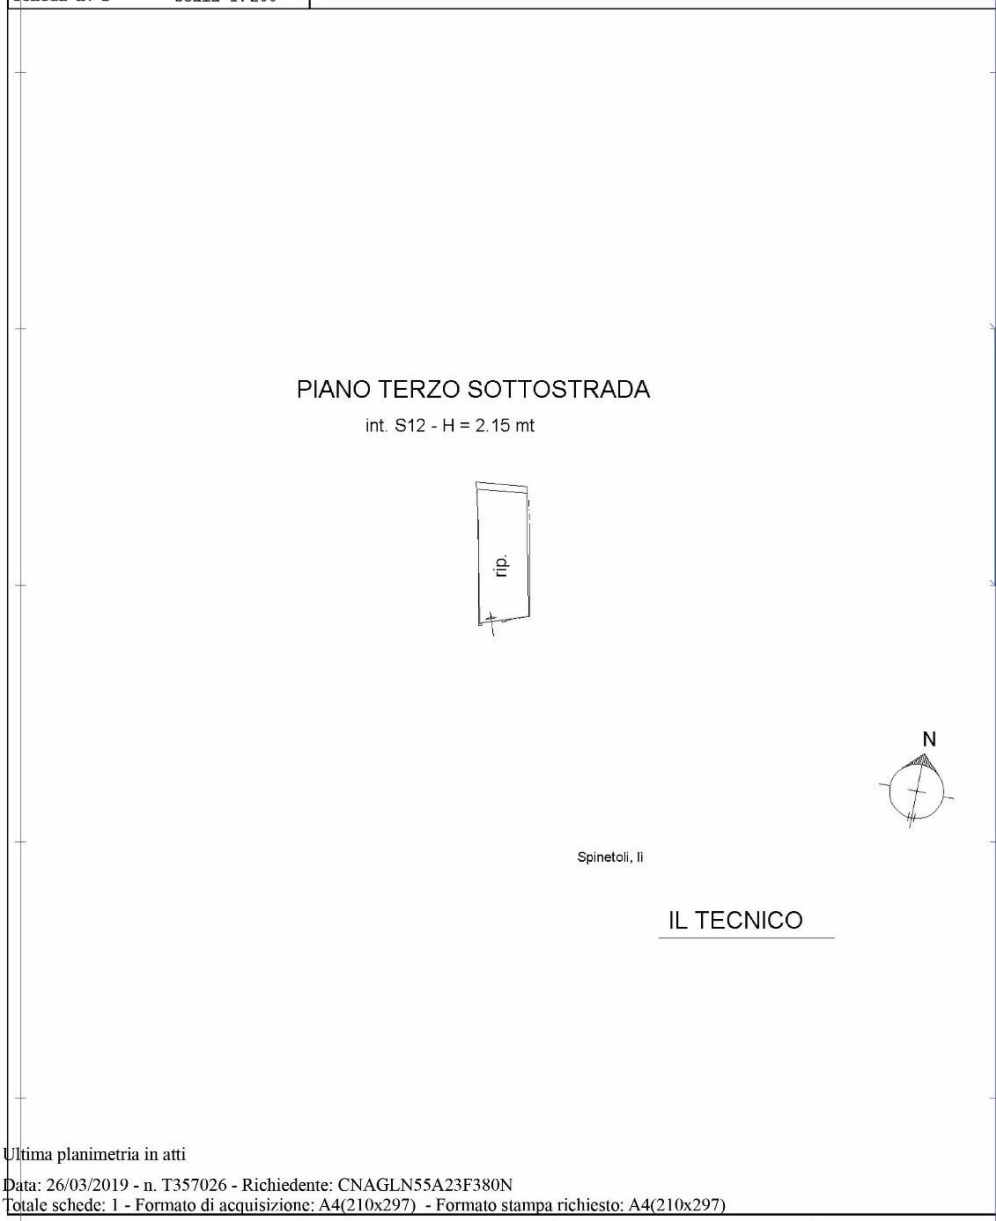 PIANO TERZO SOTTOSTRADA
int. S12 - H = 2.15 mt
rip.
N
Spinetoli, lì
IL TECNICO
Ultima planimetria in atti
Data: 26/03/2019 - n. T357026 - Richiedente: CNAGLN55A23F380N
Totale schede: 1 - Formato di acquisizione: A4(210x297) - Formato stampa richiesto: A4(210x297)